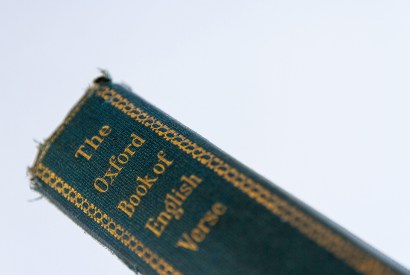 The
Oxford
Book of
English
Verse